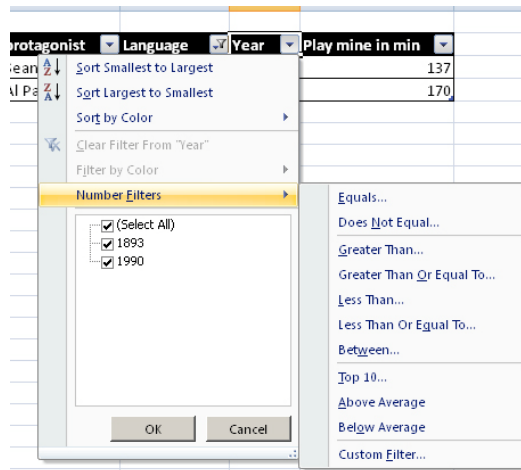 protagonist Language Year Play mine in min
Sean 137
Al Pa 170
Sort Smallest to Largest
Sort Largest to Smallest
Sort by Color
Clear Filter From "Year"
Filter by Color
Number Filters
(Select All)
1893
1990
OK Cancel
Equals...
Does Not Equal...
Greater Than...
Greater Than Or Equal To...
Less Than...
Less Than Or Equal To...
Between...
Top 10...
Above Average
Below Average
Custom Filter...